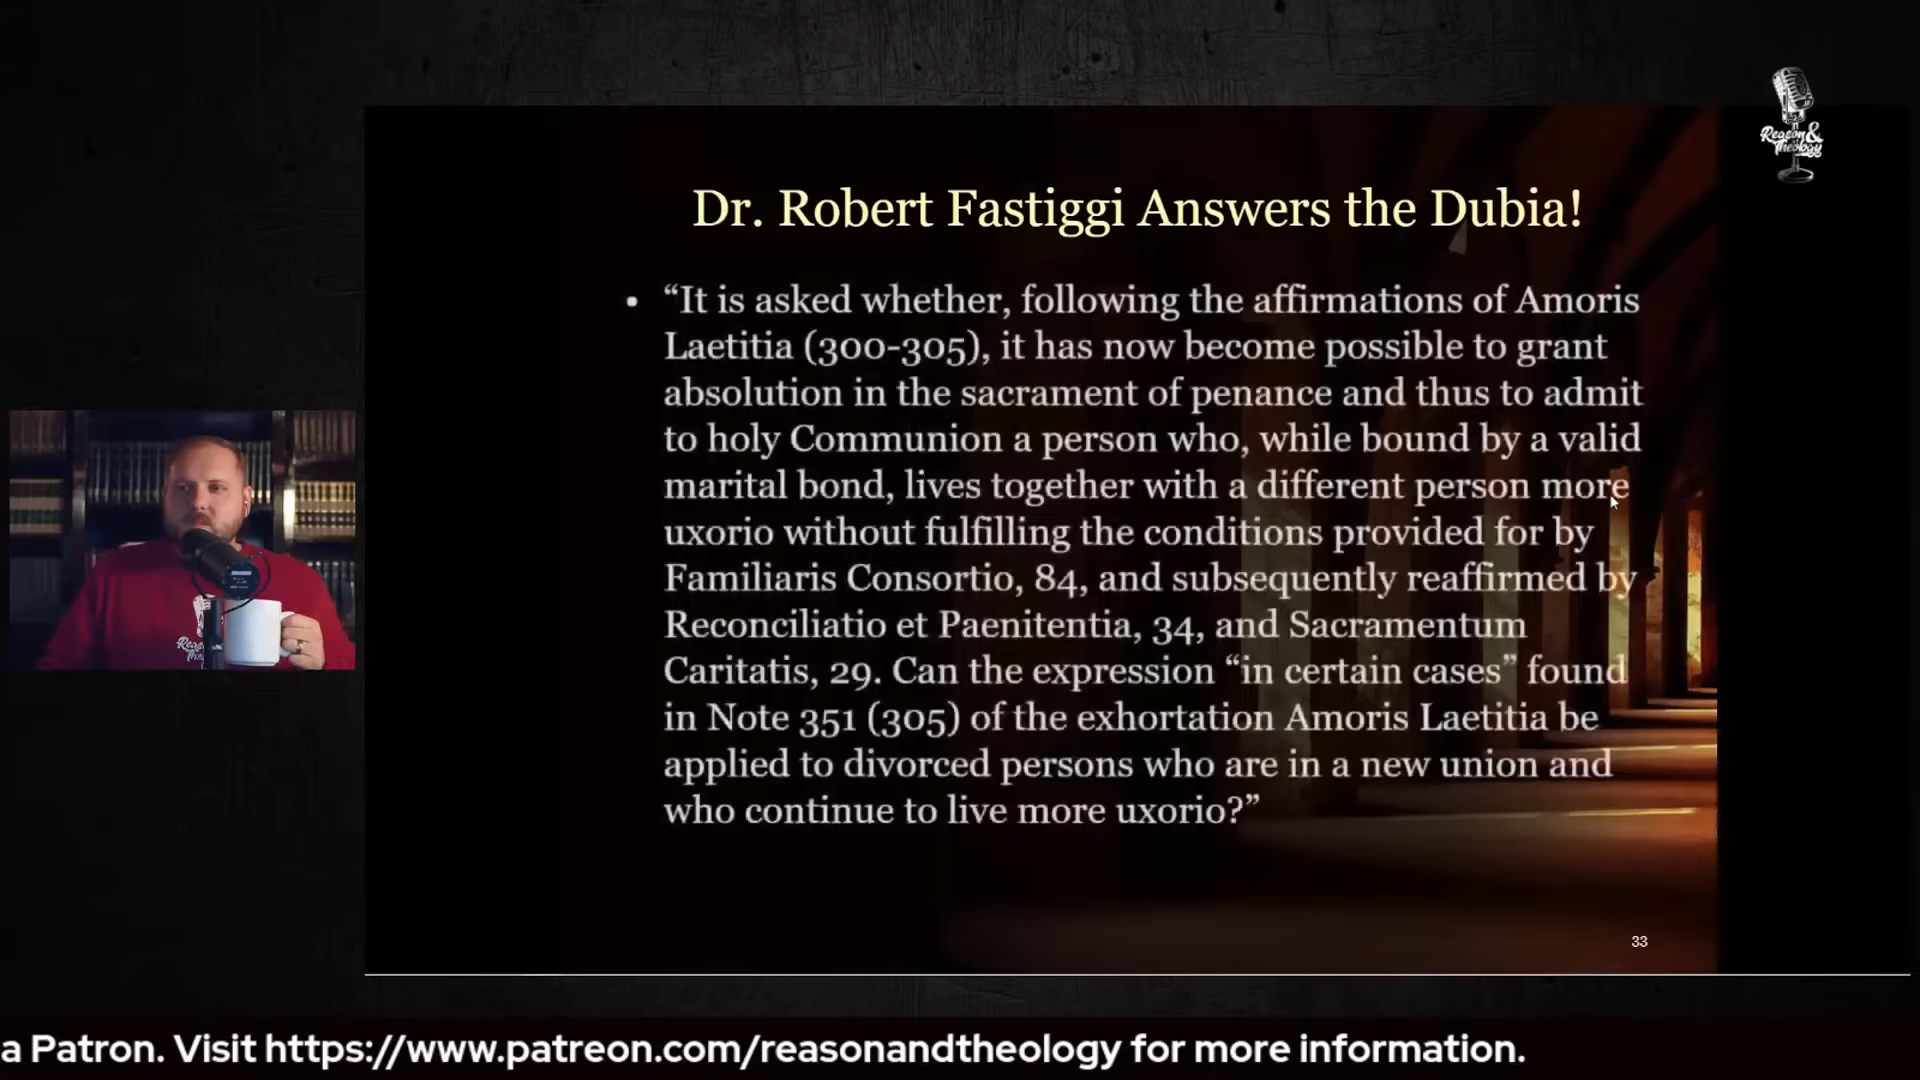 Reason &
Theology
Dr. Robert Fastiggi Answers the Dubia!
• “It is asked whether, following the affirmations of Amoris
Laetitia (300-305), it has now become possible to grant
absolution in the sacrament of penance and thus to admit
to holy Communion a person who, while bound by a valid
marital bond, lives together with a different person more
uxorio without fulfilling the conditions provided for by
Familiaris Consortio, 84, and subsequently reaffirmed by
Reconciliatio et Paenitentia, 34, and Sacramentum
Caritatis, 29. Can the expression “in certain cases” found
in Note 351 (305) of the exhortation Amoris Laetitia be
applied to divorced persons who are in a new union and
who continue to live more uxorio?”
33
a Patron. Visit https://www.patreon.com/reasonandtheology for more information.